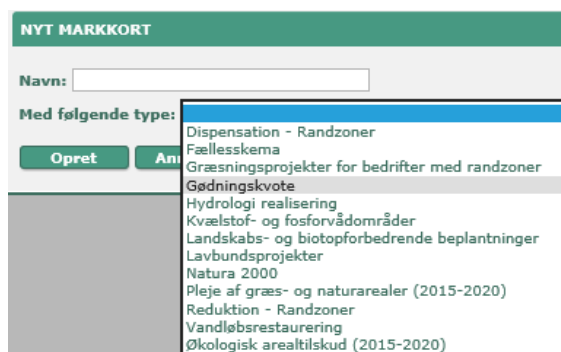 NYT MARKKORT
Navn:
Med følgende type:
Dispensation - Randzoner
Fællesskema
Græsningsprojekter for bedrifter med randzoner
Gødningskvote
Hydrologi realisering
Kvælstof- og fosforvådområder
Landskabs- og biotopforbedrende beplantninger
Lavbundsprojekter
Natura 2000
Pleje af græs- og naturarealer (2015-2020)
Reduktion - Randzoner
Vandløbsrestaurering
Økologisk arealtilskud (2015-2020)
Opret